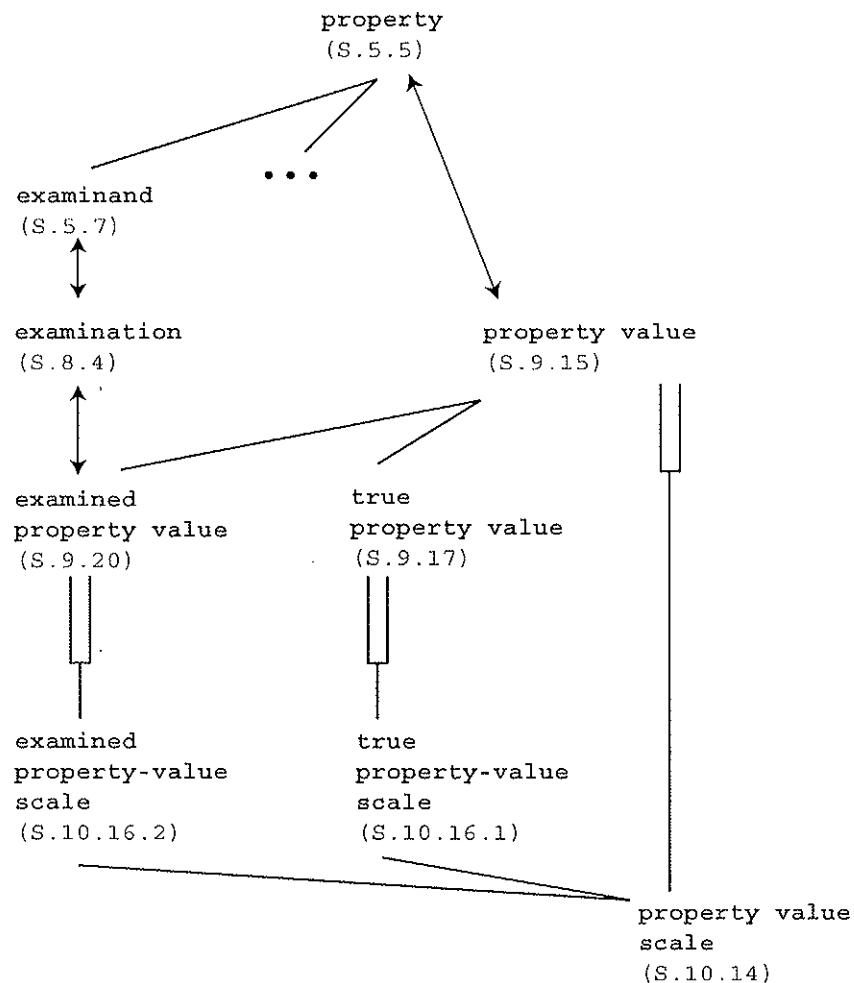 property
(S.5.5)
• • •
examinand
(S.5.7)
examination
(S.8.4)
property value
(S.9.15)
examined
property value
(S.9.20)
true
property value
(S.9.17)
examined
property-value
scale
(S.10.16.2)
true
property-value
scale
(S.10.16.1)
property value
scale
(S.10.14)